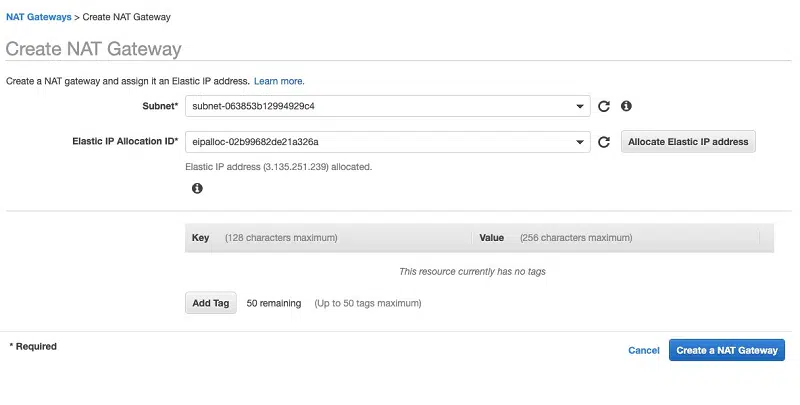 NAT Gateways > Create NAT Gateway
Create NAT Gateway
Create a NAT gateway and assign it an Elastic IP address. Learn more.
Subnet* subnet-063853b12994929c4
Elastic IP Allocation ID* eipalloc-02b99682de21a326a Allocate Elastic IP address
Elastic IP address (3.135.251.239) allocated.
Key (128 characters maximum) Value (256 characters maximum)
This resource currently has no tags
Add Tag 50 remaining (Up to 50 tags maximum)
* Required Cancel Create a NAT Gateway